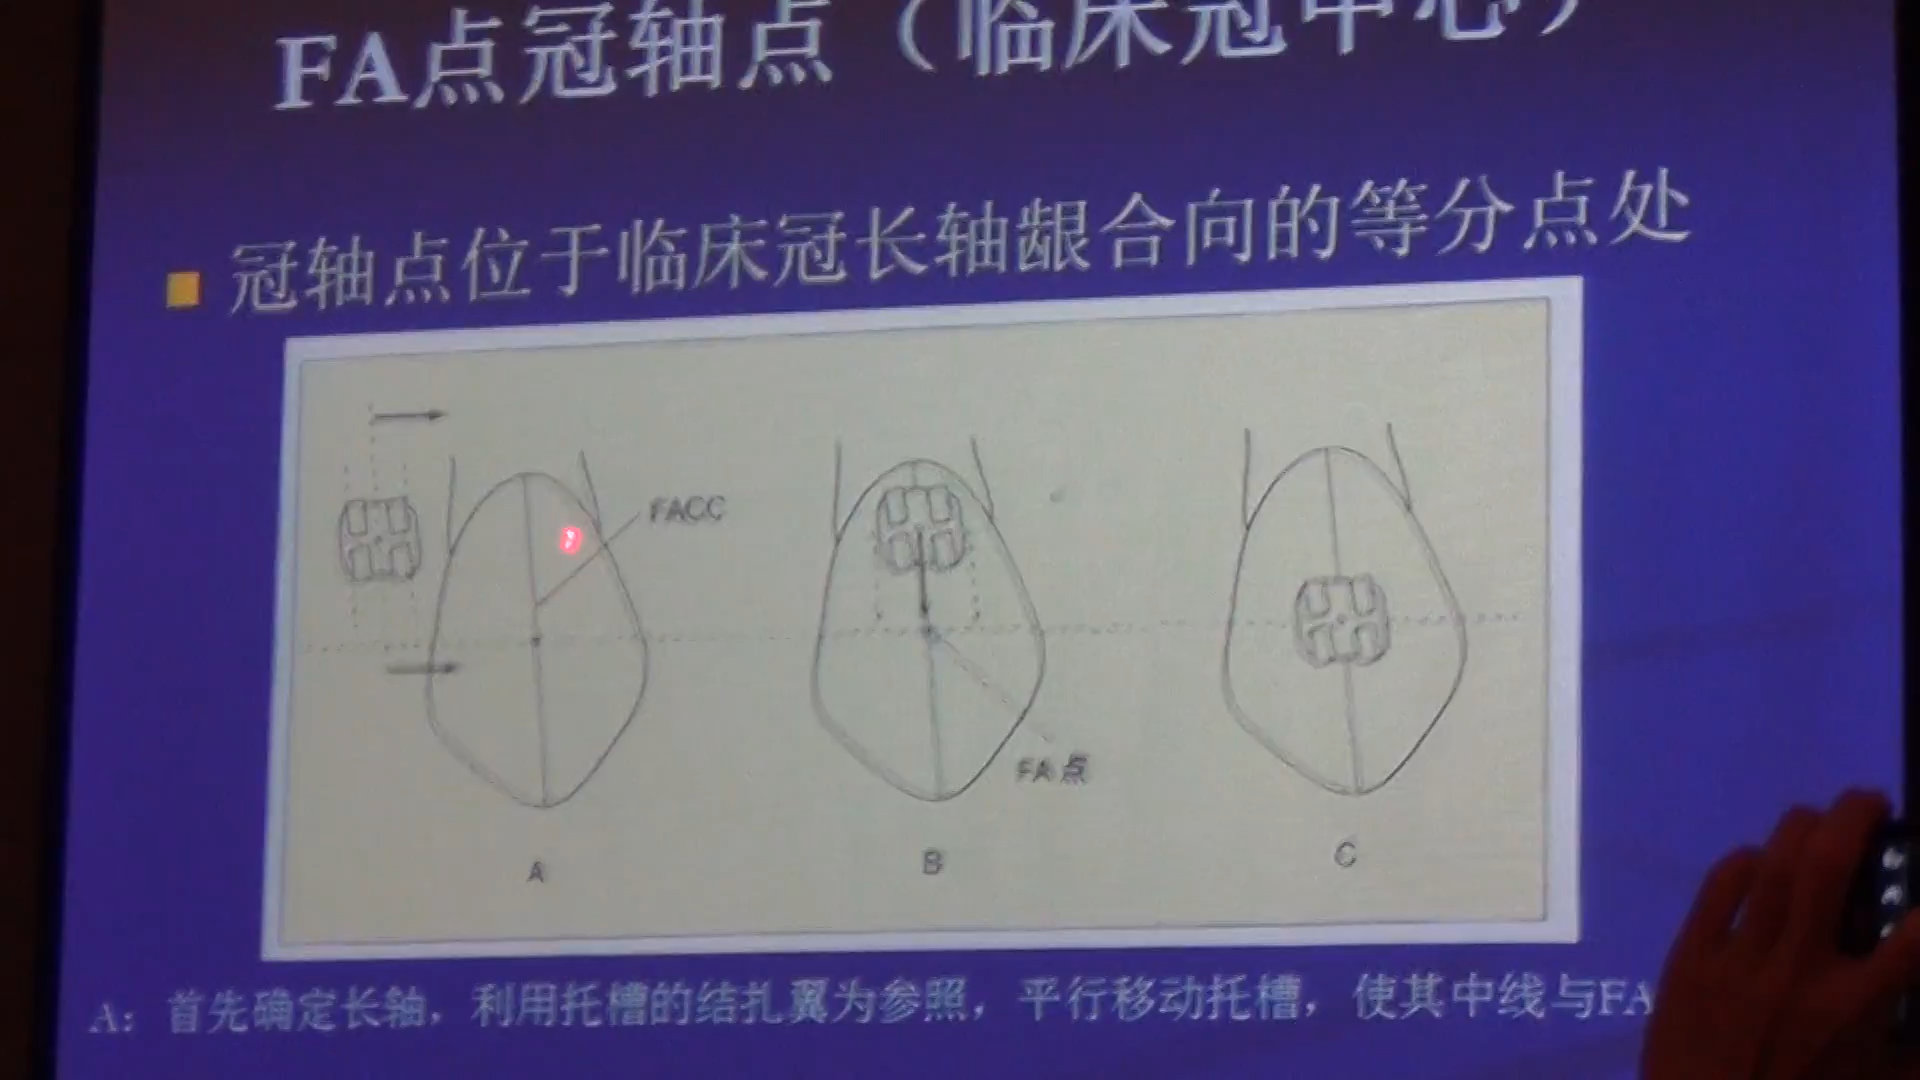 FA点冠轴点（临床冠中心）
冠轴点位于临床冠长轴龈合向的等分点处
FACC
FA点
A
B
C
A：首先确定长轴，利用托槽的结扎翼为参照，平行移动托槽，使其中线与FA